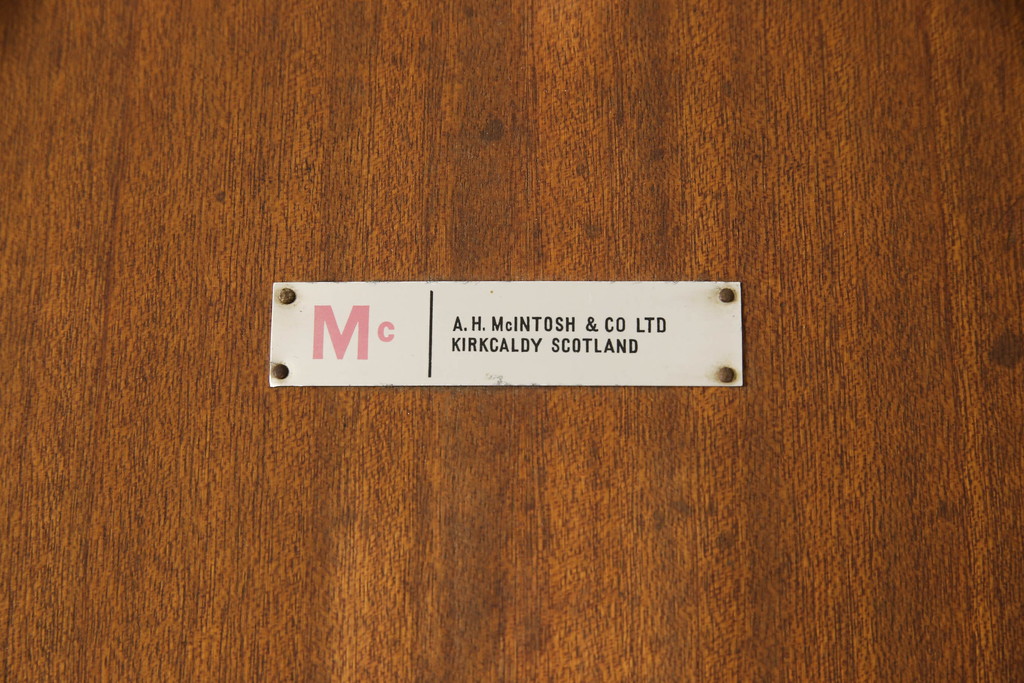 Mc
A.H. McINTOSH & CO LTD
KIRKCALDY SCOTLAND